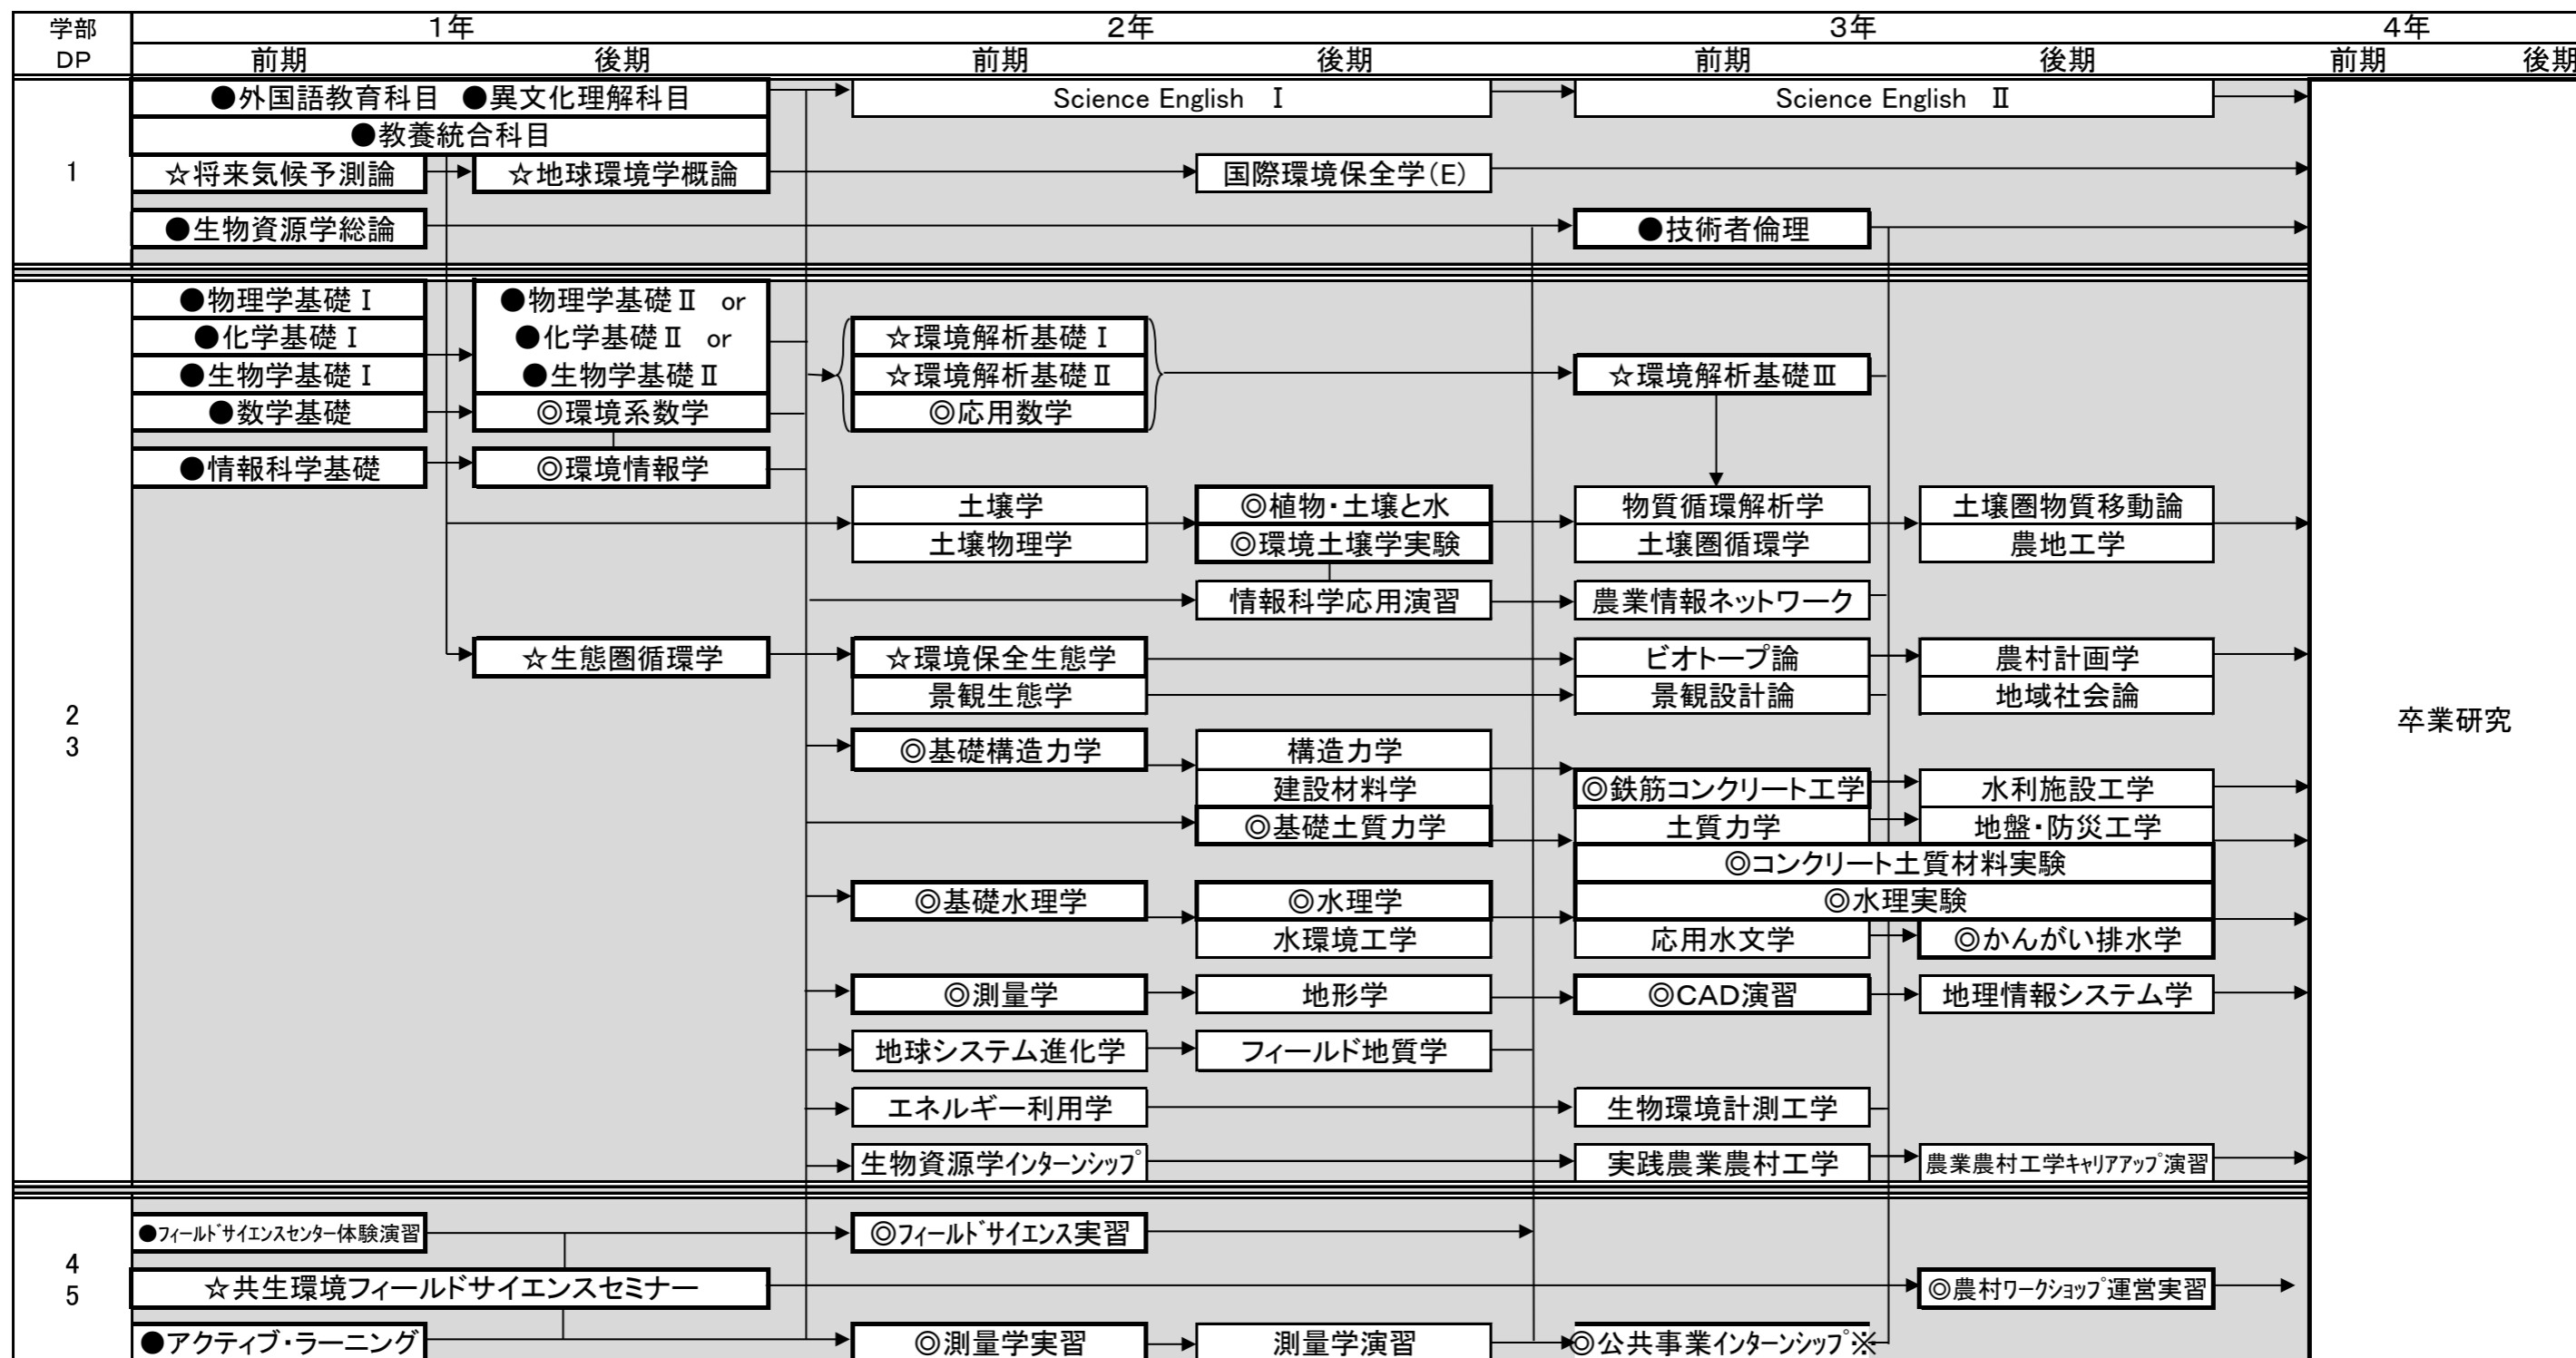 学部 1年 2年 3年 4年
DP 前期 後期 前期 後期 前期 後期 前期 後期
●外国語教育科目 ●異文化理解科目 Science English Ⅰ Science English Ⅱ
●教養統合科目
1 ☆将来気候予測論 ☆地球環境学概論 国際環境保全学(E)
●生物資源学総論 ●技術者倫理
●物理学基礎Ⅰ ●物理学基礎Ⅱ or
●化学基礎Ⅰ ●化学基礎Ⅱ or ☆環境解析基礎Ⅰ
●生物学基礎Ⅰ ●生物学基礎Ⅱ ☆環境解析基礎Ⅱ ☆環境解析基礎Ⅲ
●数学基礎 ◎環境系数学 ◎応用数学
●情報科学基礎 ◎環境情報学
土壌学 ◎植物・土壌と水 物質循環解析学 土壌圏物質移動論
土壌物理学 ◎環境土壌学実験 土壌圏循環学 農地工学
情報科学応用演習 農業情報ネットワーク
☆生態圏循環学 ☆環境保全生態学 ビオトープ論 農村計画学
景観生態学 景観設計論 地域社会論
2
3
卒業研究
◎基礎構造力学 構造力学
建設材料学 ◎鉄筋コンクリート工学 水利施設工学
◎基礎土質力学 土質力学 地盤・防災工学
◎コンクリート土質材料実験
◎基礎水理学 ◎水理学 ◎水理実験
水環境工学 応用水文学 ◎かんがい排水学
◎測量学 地形学 ◎CAD演習 地理情報システム学
地球システム進化学 フィールド地質学
エネルギー利用学 生物環境計測工学
生物資源学インターンシップ 実践農業農村工学 農業農村工学キャリアアップ演習
●フィールドサイエンスセンター体験演習 ◎フィールドサイエンス実習
4
5
☆共生環境フィールドサイエンスセミナー ◎農村ワークショップ運営実習
●アクティブ・ラーニング ◎測量学実習 測量学演習 ◎公共事業インターンシップ※